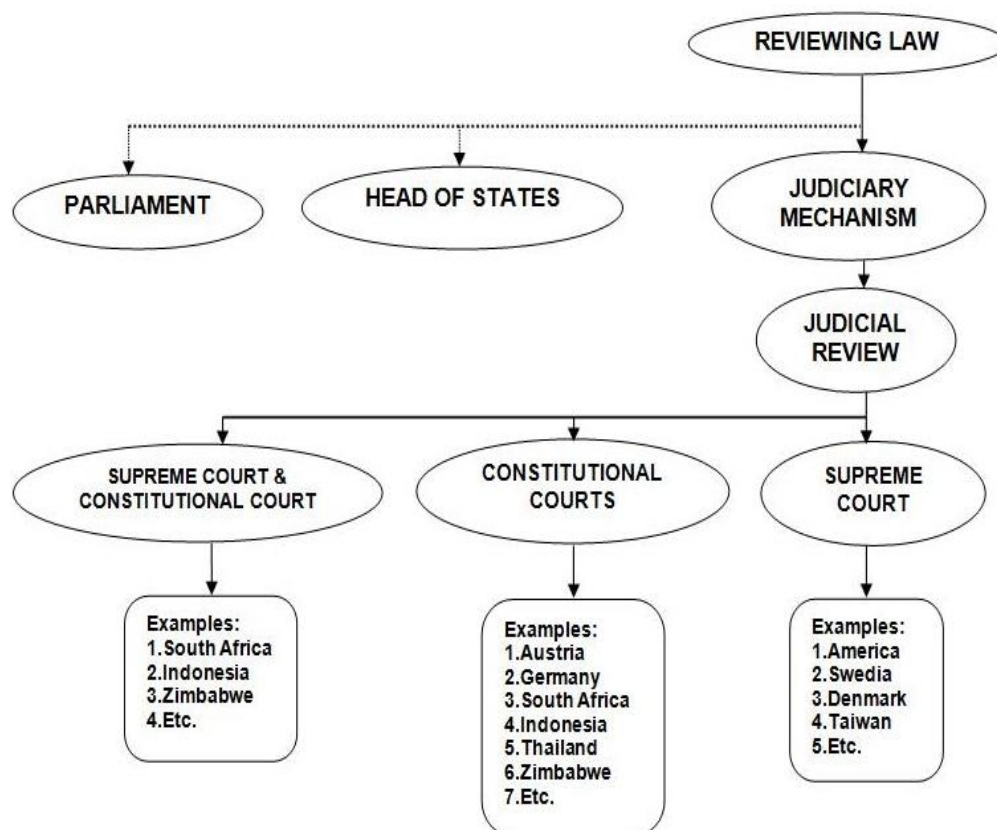 REVIEWING LAW
PARLIAMENT
HEAD OF STATES
JUDICIARY
MECHANISM
JUDICIAL
REVIEW
SUPREME COURT &
CONSTITUTIONAL COURT
CONSTITUTIONAL
COURTS
SUPREME
COURT
Examples:
1.South Africa
2.Indonesia
3.Zimbabwe
4.Etc.
Examples:
1.Austria
2.Germany
3.South Africa
4.Indonesia
5.Thailand
6.Zimbabwe
7.Etc.
Examples:
1.America
2.Swedia
3.Denmark
4.Taiwan
5.Etc.